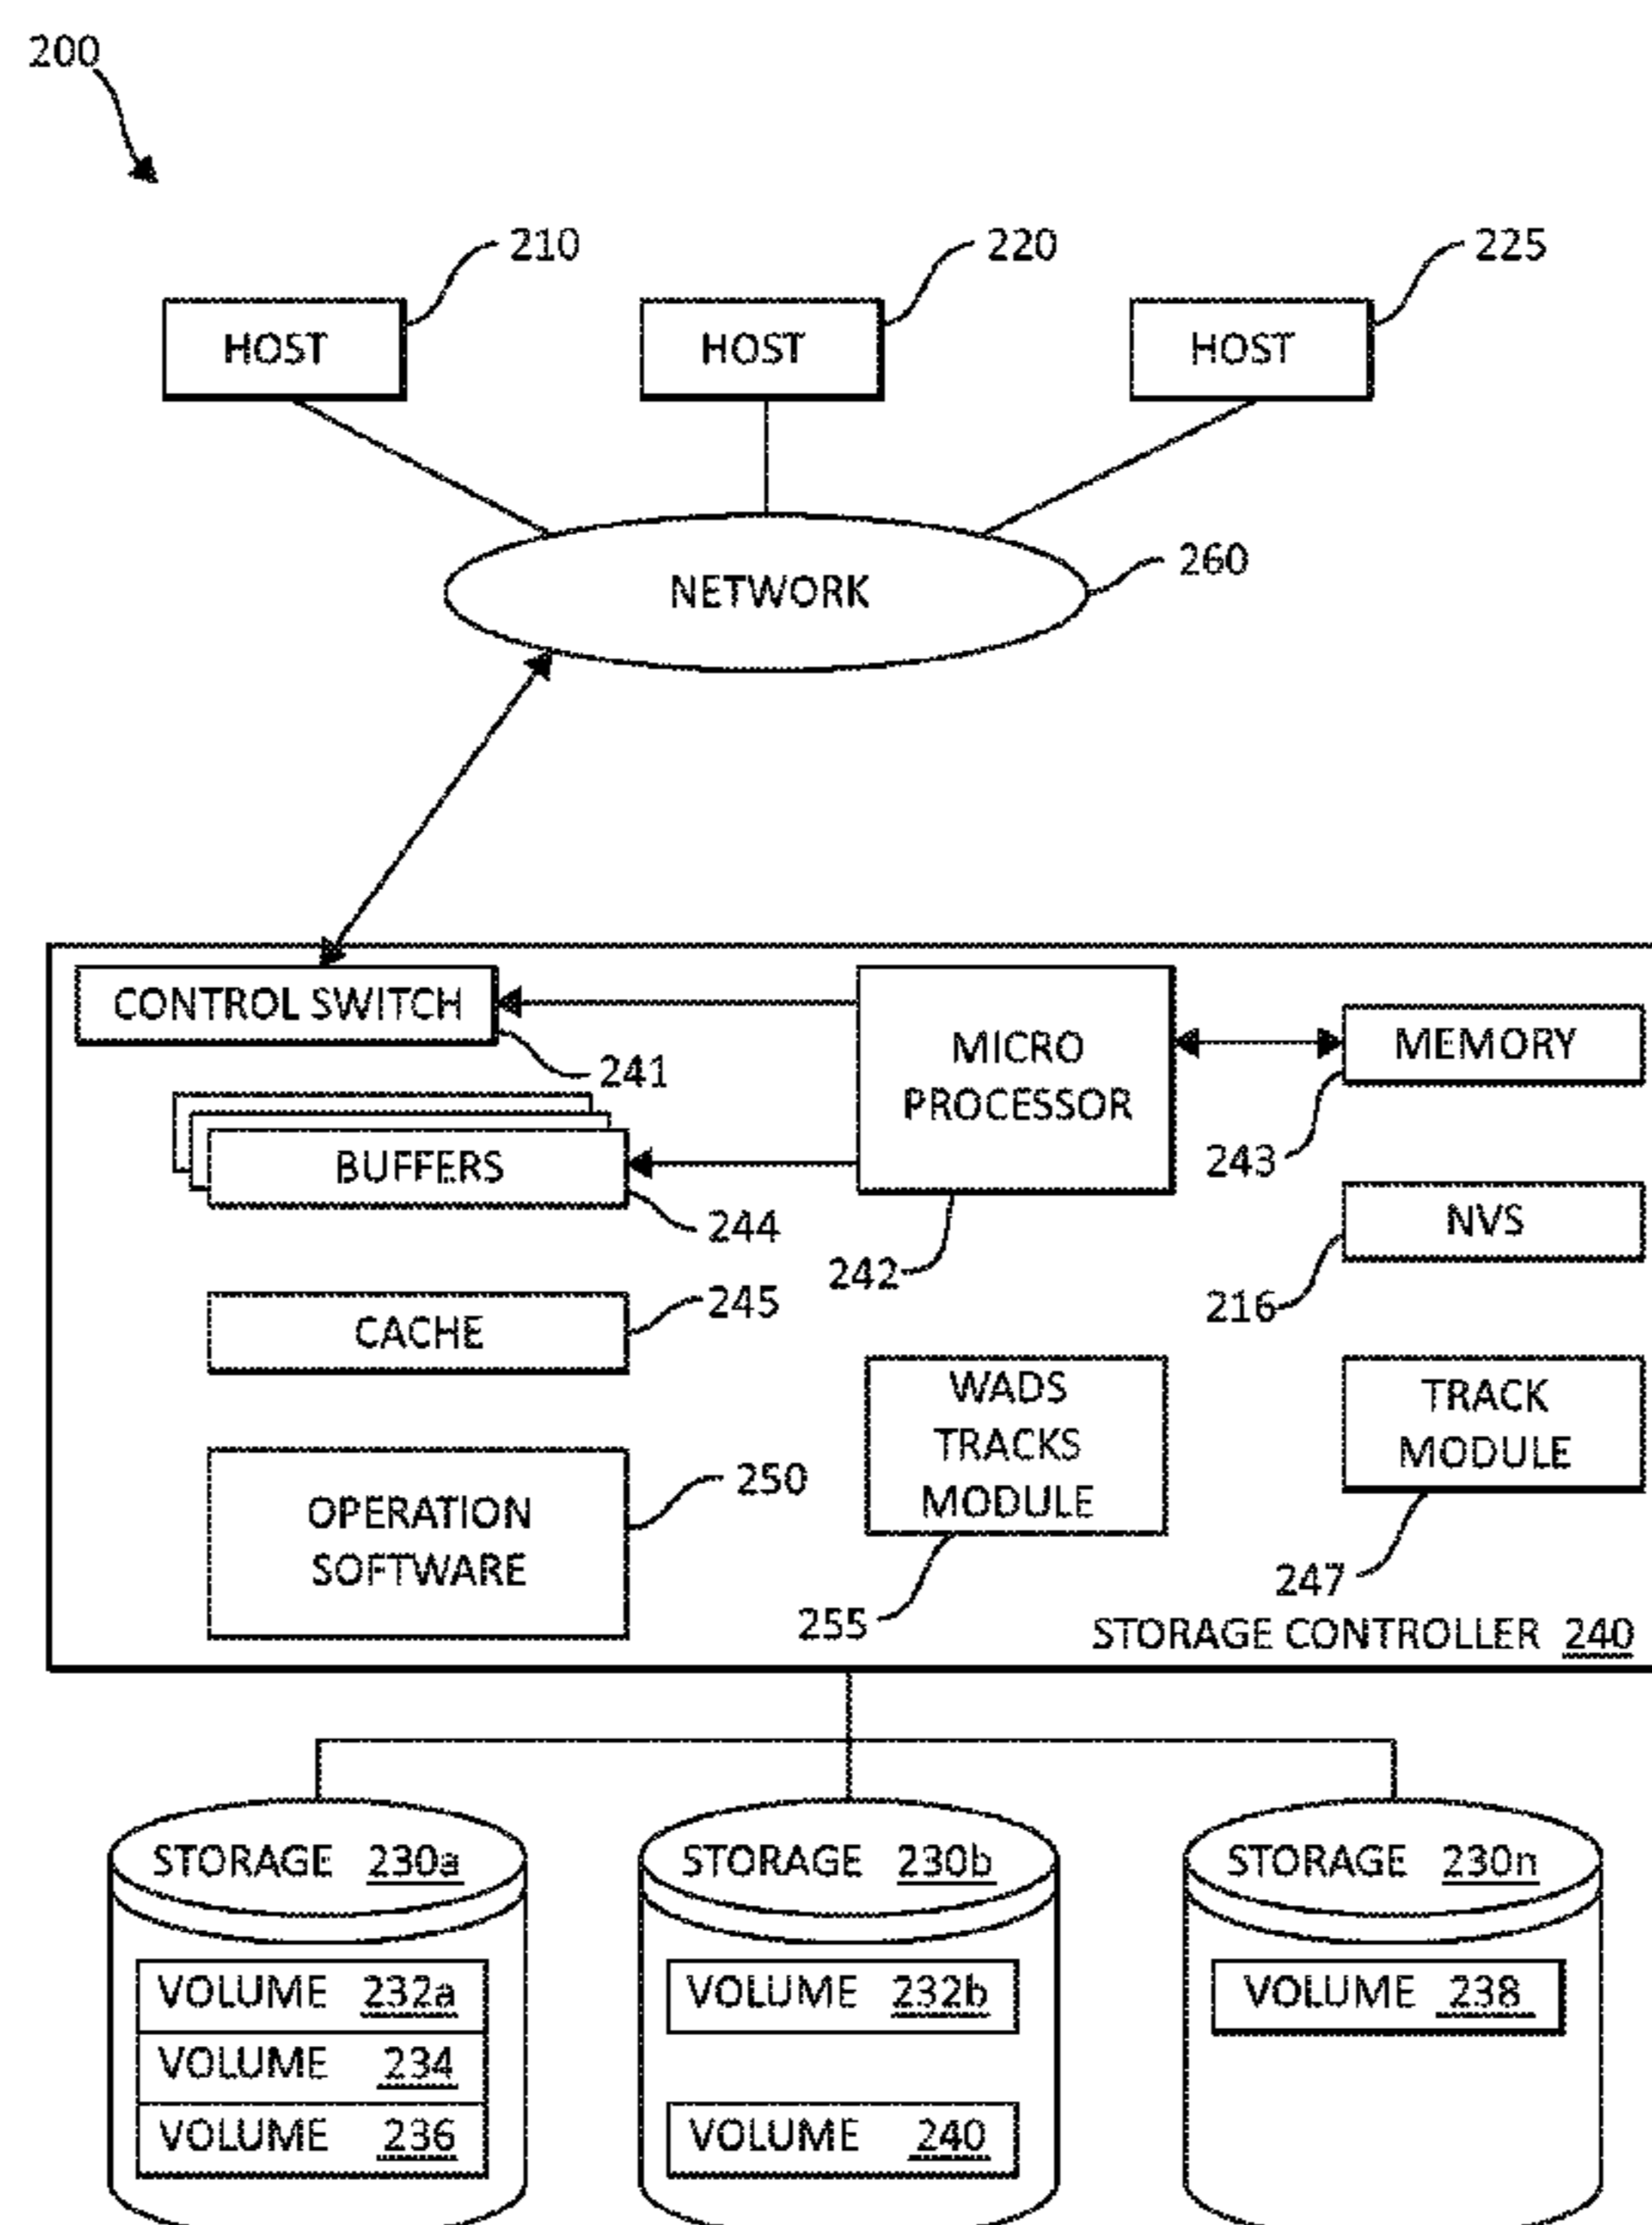 200
210
220
225
HOST
HOST
HOST
260
NETWORK
CONTROL SWITCH
241
MICRO
PROCESSOR
242
MEMORY
243
BUFFERS
244
NVS
216
CACHE
245
WADS
TRACKS
MODULE
255
TRACK
MODULE
247
OPERATION
SOFTWARE
250
STORAGE CONTROLLER 240
STORAGE 230a
VOLUME 232a
VOLUME 234
VOLUME 236
STORAGE 230b
VOLUME 232b
VOLUME 240
STORAGE 230n
VOLUME 238